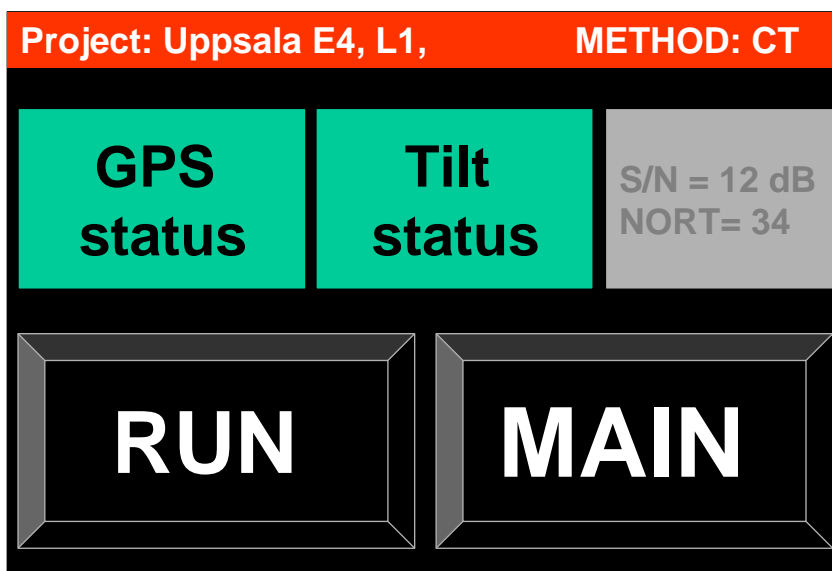 Project: Uppsala E4, L1, METHOD: CT
GPS
status
Tilt
status
S/N = 12 dB
NORT= 34
RUN
MAIN